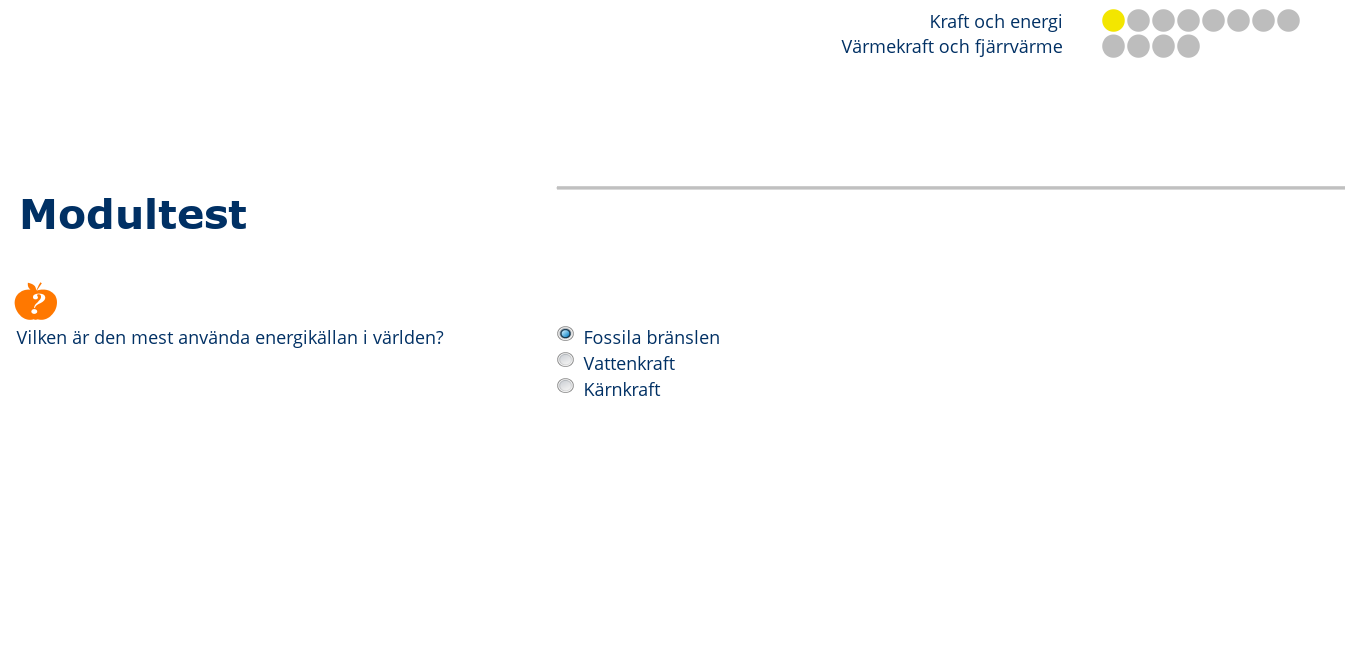 Kraft och energi
Värmekraft och fjärrvärme
Modultest
?
Vilken är den mest använda energikällan i världen?
Fossila bränslen
Vattenkraft
Kärnkraft